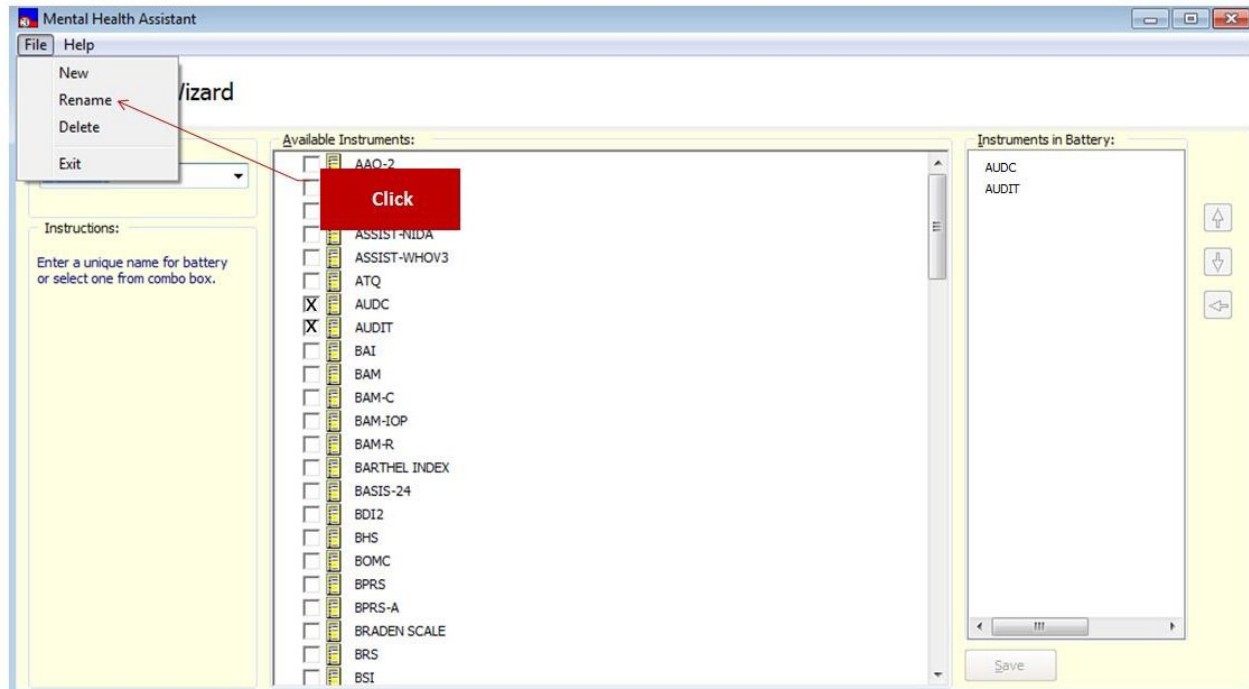 Mental Health Assistant
File Help
New
Rename
Delete
Exit
Wizard
Instructions:
Enter a unique name for battery
or select one from combo box.
Available Instruments:
AAQ-2
Click
ASSIST-NIDA
ASSIST-WHOV3
ATQ
X AUDC
X AUDIT
BAI
BAM
BAM-C
BAM-IOP
BAM-R
BARTHEL INDEX
BASIS-24
BDI2
BHS
BOMC
BPRS
BPRS-A
BRADEN SCALE
BRS
BSI
Instruments in Battery:
AUDC
AUDIT
Save